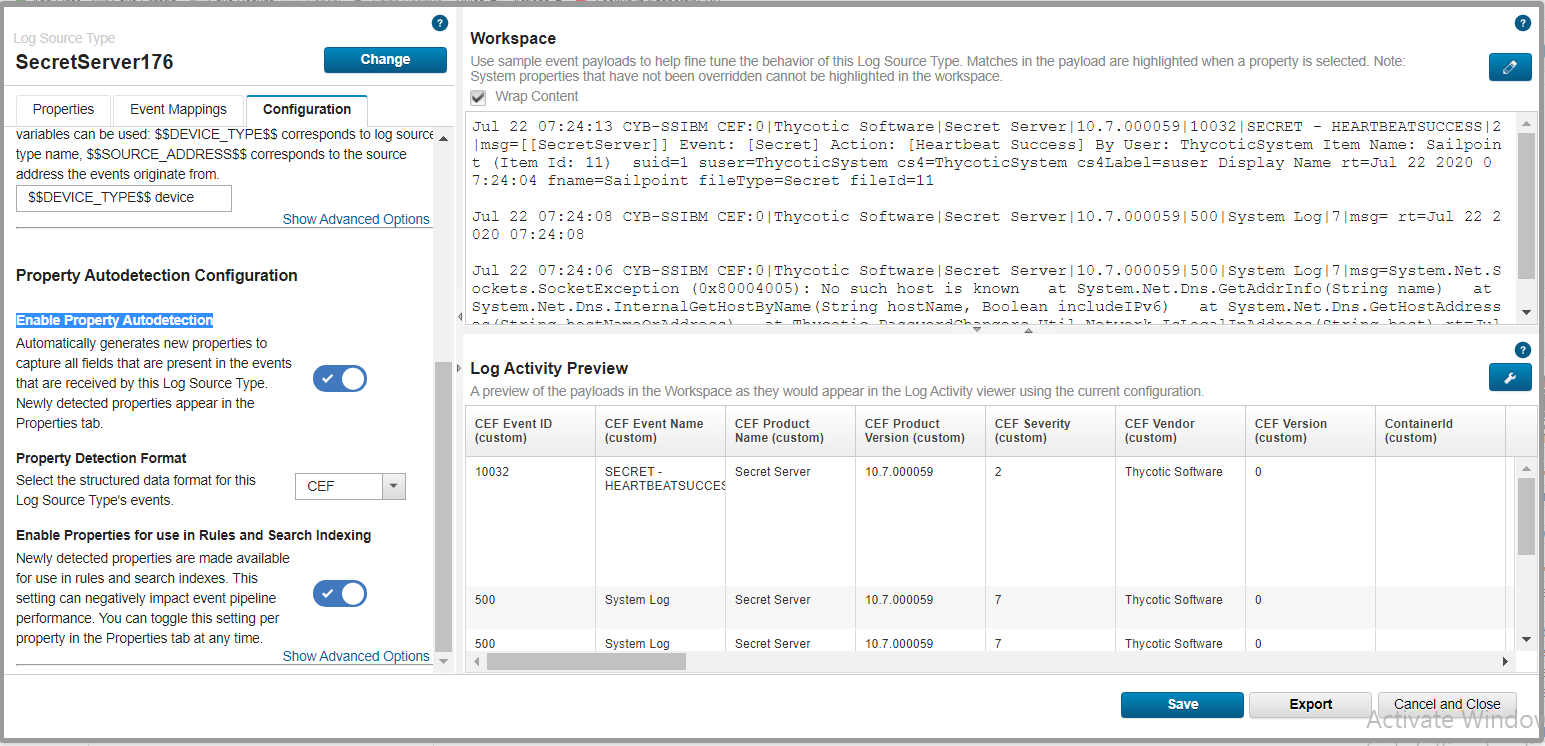 Log Source Type
SecretServer176
Change
Properties
Event Mappings
Configuration
variables can be used: $$DEVICE_TYPE$$ corresponds to log source
type name, $$SOURCE_ADDRESS$$ corresponds to the source
address the events originate from.
$$DEVICE_TYPE$$ device
Show Advanced Options
Property Autodetection Configuration
Enable Property Autodetection
Automatically generates new properties to
capture all fields that are present in the events
that are received by this Log Source Type.
Newly detected properties appear in the
Properties tab.
Property Detection Format
Select the structured data format for this
Log Source Type's events.
CEF
Enable Properties for use in Rules and Search Indexing
Newly detected properties are made available
for use in rules and search indexes. This
setting can negatively impact event pipeline
performance. You can toggle this setting per
property in the Properties tab at any time.
Show Advanced Options
Workspace
Use sample event payloads to help fine tune the behavior of this Log Source Type. Matches in the payload are highlighted when a property is selected. Note:
System properties that have not been overridden cannot be highlighted in the workspace.
Wrap Content
Jul 22 07:24:13 CYB-SSIBM CEF:0|Thycotic Software|Secret Server|10.7.000059|10032|SECRET - HEARTBEATSUCCESS|2
|msg=[[SecretServer]] Event: [Secret] Action: [Heartbeat Success] By User: ThycoticSystem Item Name: Sailpoin
t (Item Id: 11)  suid=1 suser=ThycoticSystem cs4=ThycoticSystem cs4Label=suser Display Name rt=Jul 22 2020 0
7:24:04 fname=Sailpoint fileType=Secret fileId=11
Jul 22 07:24:08 CYB-SSIBM CEF:0|Thycotic Software|Secret Server|10.7.000059|500|System Log|7|msg= rt=Jul 22 2
020 07:24:08
Jul 22 07:24:06 CYB-SSIBM CEF:0|Thycotic Software|Secret Server|10.7.000059|500|System Log|7|msg=System.Net.S
ockets.SocketException (0x80004005): No such host is known   at System.Net.Dns.GetAddrInfo(String name)   at
System.Net.Dns.InternalGetHostByName(String hostName, Boolean includeIPv6)   at System.Net.Dns.GetHostAddress
es(String hostNameOrAddress)   at Thycotic.PasswordChangers.Util.Network.IsLocalIpAddress(String host) rt=Jul
Log Activity Preview
A preview of the payloads in the Workspace as they would appear in the Log Activity viewer using the current configuration.
CEF Event ID (custom)
CEF Event Name (custom)
CEF Product Name (custom)
CEF Product Version (custom)
CEF Severity (custom)
CEF Vendor (custom)
CEF Version (custom)
ContainerId (custom)
10032
SECRET -
HEARTBEATSUCCES
Secret Server
10.7.000059
2
Thycotic Software
0
500
System Log
Secret Server
10.7.000059
7
Thycotic Software
0
500
System Log
Secret Server
10.7.000059
7
Thycotic Software
0
Save
Export
Cancel and Close
Activate Window